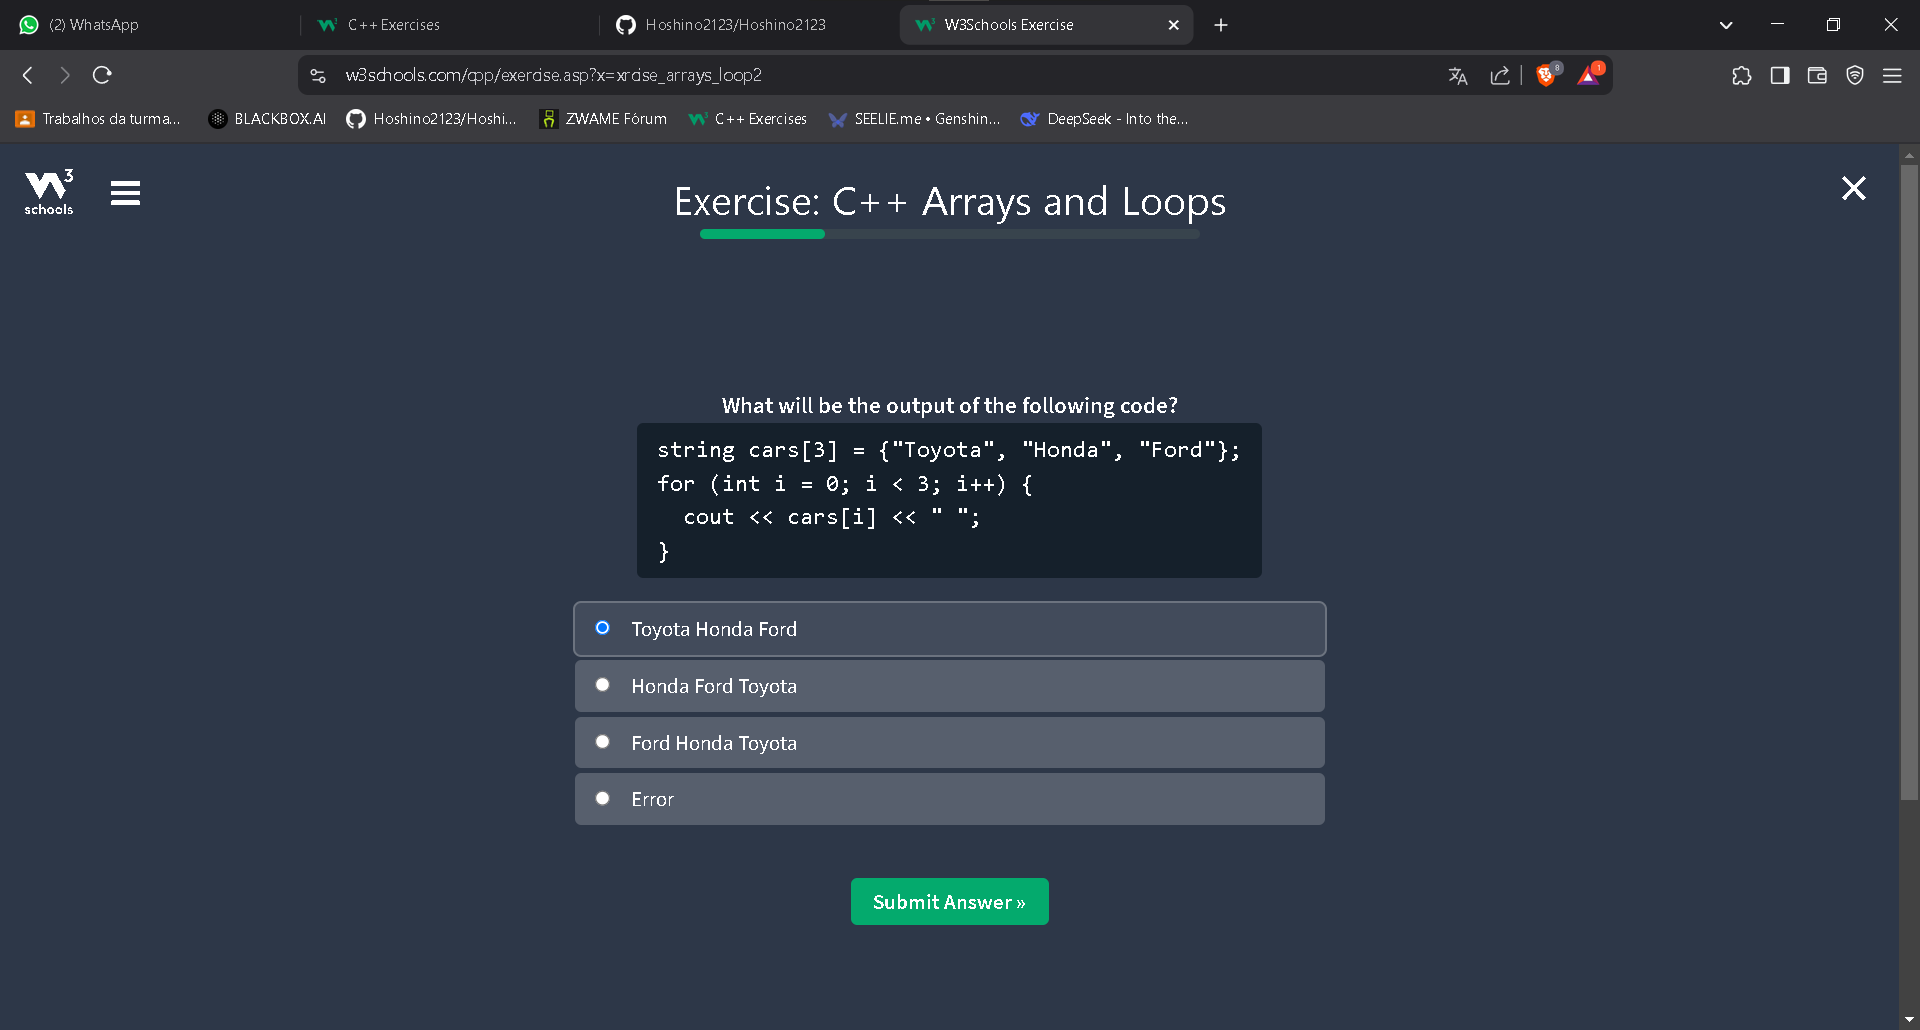 (2) WhatsApp
C++ Exercises
Hoshino2123/Hoshino2123
W3Schools Exercise
w3schools.com/cpp/exercise.asp?x=xrcise_arrays_loop2
8
1
Trabalhos da turma...
BLACKBOX.AI
Hoshino2123/Hoshi...
ZWAME Fórum
C++ Exercises
SEELIE.me • Genshin...
DeepSeek - Into the...
3
schools
Exercise: C++ Arrays and Loops
What will be the output of the following code?
string cars[3] = {"Toyota", "Honda", "Ford"};
for (int i = 0; i < 3; i++) {
  cout << cars[i] << " ";
}
Toyota Honda Ford
Honda Ford Toyota
Ford Honda Toyota
Error
Submit Answer »